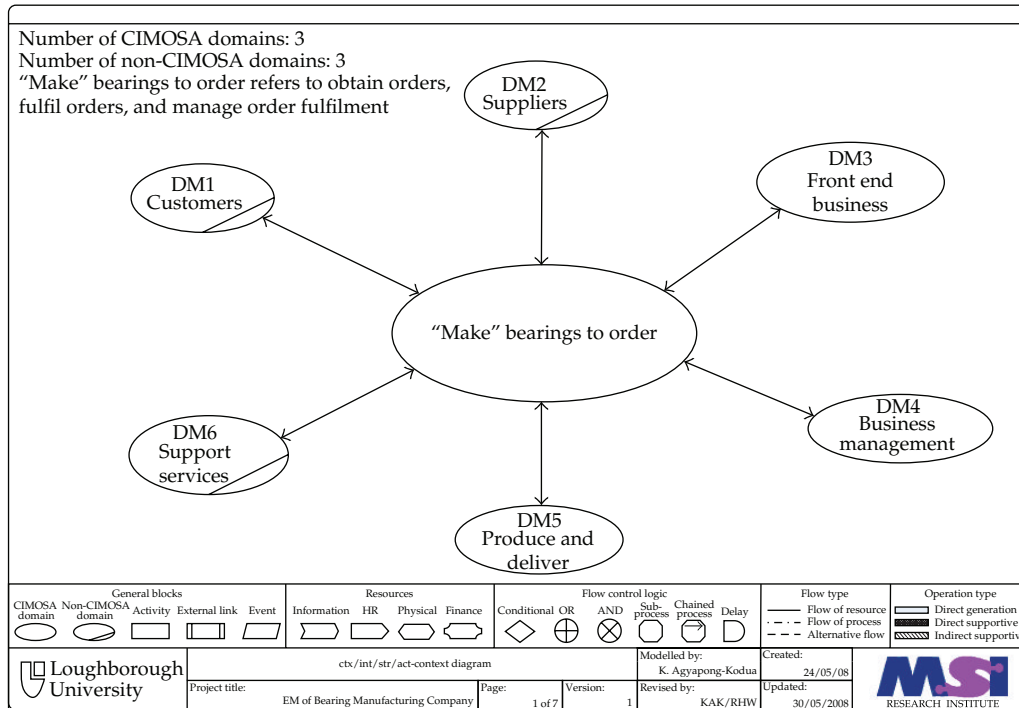 Number of CIMOSA domains: 3
Number of non-CIMOSA domains: 3
“Make” bearings to order refers to obtain orders,
fulfil orders, and manage order fulfilment
DM2
Suppliers
DM1
Customers
DM3
Front end
business
“Make” bearings to order
DM6
Support
services
DM4
Business
management
DM5
Produce and
deliver
General blocks
CIMOSA domain
Non-CIMOSA domain
Activity
External link
Event
Resources
Information
HR
Physical
Finance
Flow control logic
Conditional
OR
AND
Sub-process
Chained process
Delay
Flow type
Flow of resource
Flow of process
Alternative flow
Operation type
Direct generation
Direct supportive
Indirect supportive
Loughborough
University
ctx/int/str/act-context diagram
Modelled by:
K. Agyapong-Kodua
Created:
24/05/08
Project title:
EM of Bearing Manufacturing Company
Page:
1 of 7
Version:
1
Revised by:
KAK/RHW
Updated:
30/05/2008
MSI
RESEARCH INSTITUTE